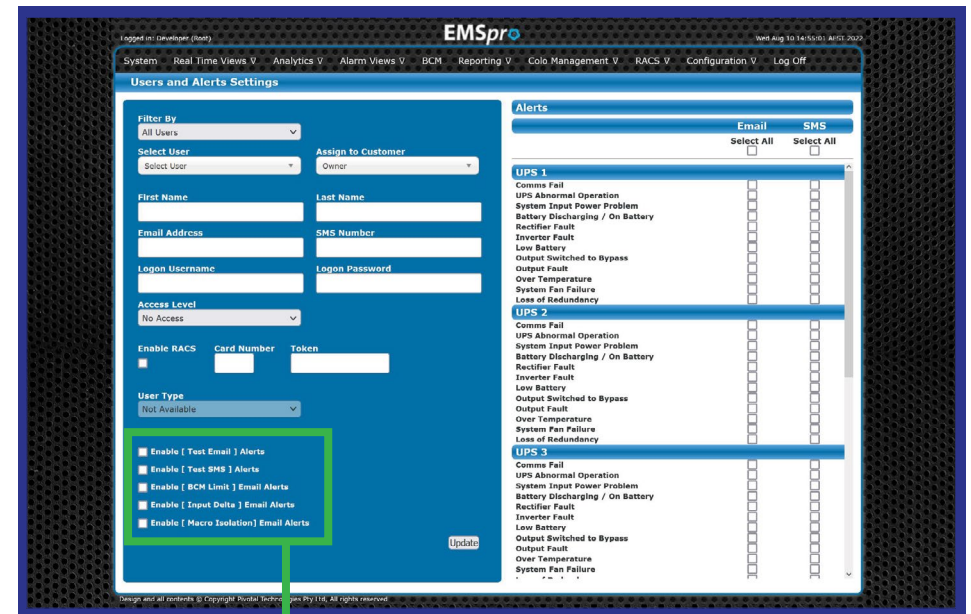 EMSpro
Logged in: Developer (Root)
Wed Aug 10 14:55:01 AEST 2022
System Real Time Views ∇ Analytics ∇ Alarm Views ∇ BCM Reporting ∇ Colo Management ∇ RACS ∇ Configuration ∇ Log Off
Users and Alerts Settings
Filter By
All Users
Select User Assign to Customer
Select User Owner
First Name Last Name
Email Address SMS Number
Logon Username Logon Password
Access Level
No Access
Enable RACS Card Number Token
User Type
Not Available
Enable [ Test Email ] Alerts
Enable [ Test SMS ] Alerts
Enable [ BCM Limit ] Email Alerts
Enable [ Input Delta ] Email Alerts
Enable [ Macro Isolation] Email Alerts
Update
Alerts
Email SMS
Select All Select All
UPS 1
Comms Fail
UPS Abnormal Operation
System Input Power Problem
Battery Discharging / On Battery
Rectifier Fault
Inverter Fault
Low Battery
Output Switched to Bypass
Output Fault
Over Temperature
System Fan Failure
Loss of Redundancy
UPS 2
Comms Fail
UPS Abnormal Operation
System Input Power Problem
Battery Discharging / On Battery
Rectifier Fault
Inverter Fault
Low Battery
Output Switched to Bypass
Output Fault
Over Temperature
System Fan Failure
Loss of Redundancy
UPS 3
Comms Fail
UPS Abnormal Operation
System Input Power Problem
Battery Discharging / On Battery
Rectifier Fault
Inverter Fault
Low Battery
Output Switched to Bypass
Output Fault
Over Temperature
System Fan Failure
Design and all contents © Copyright Pivotal Technologies Pty Ltd, All rights reserved